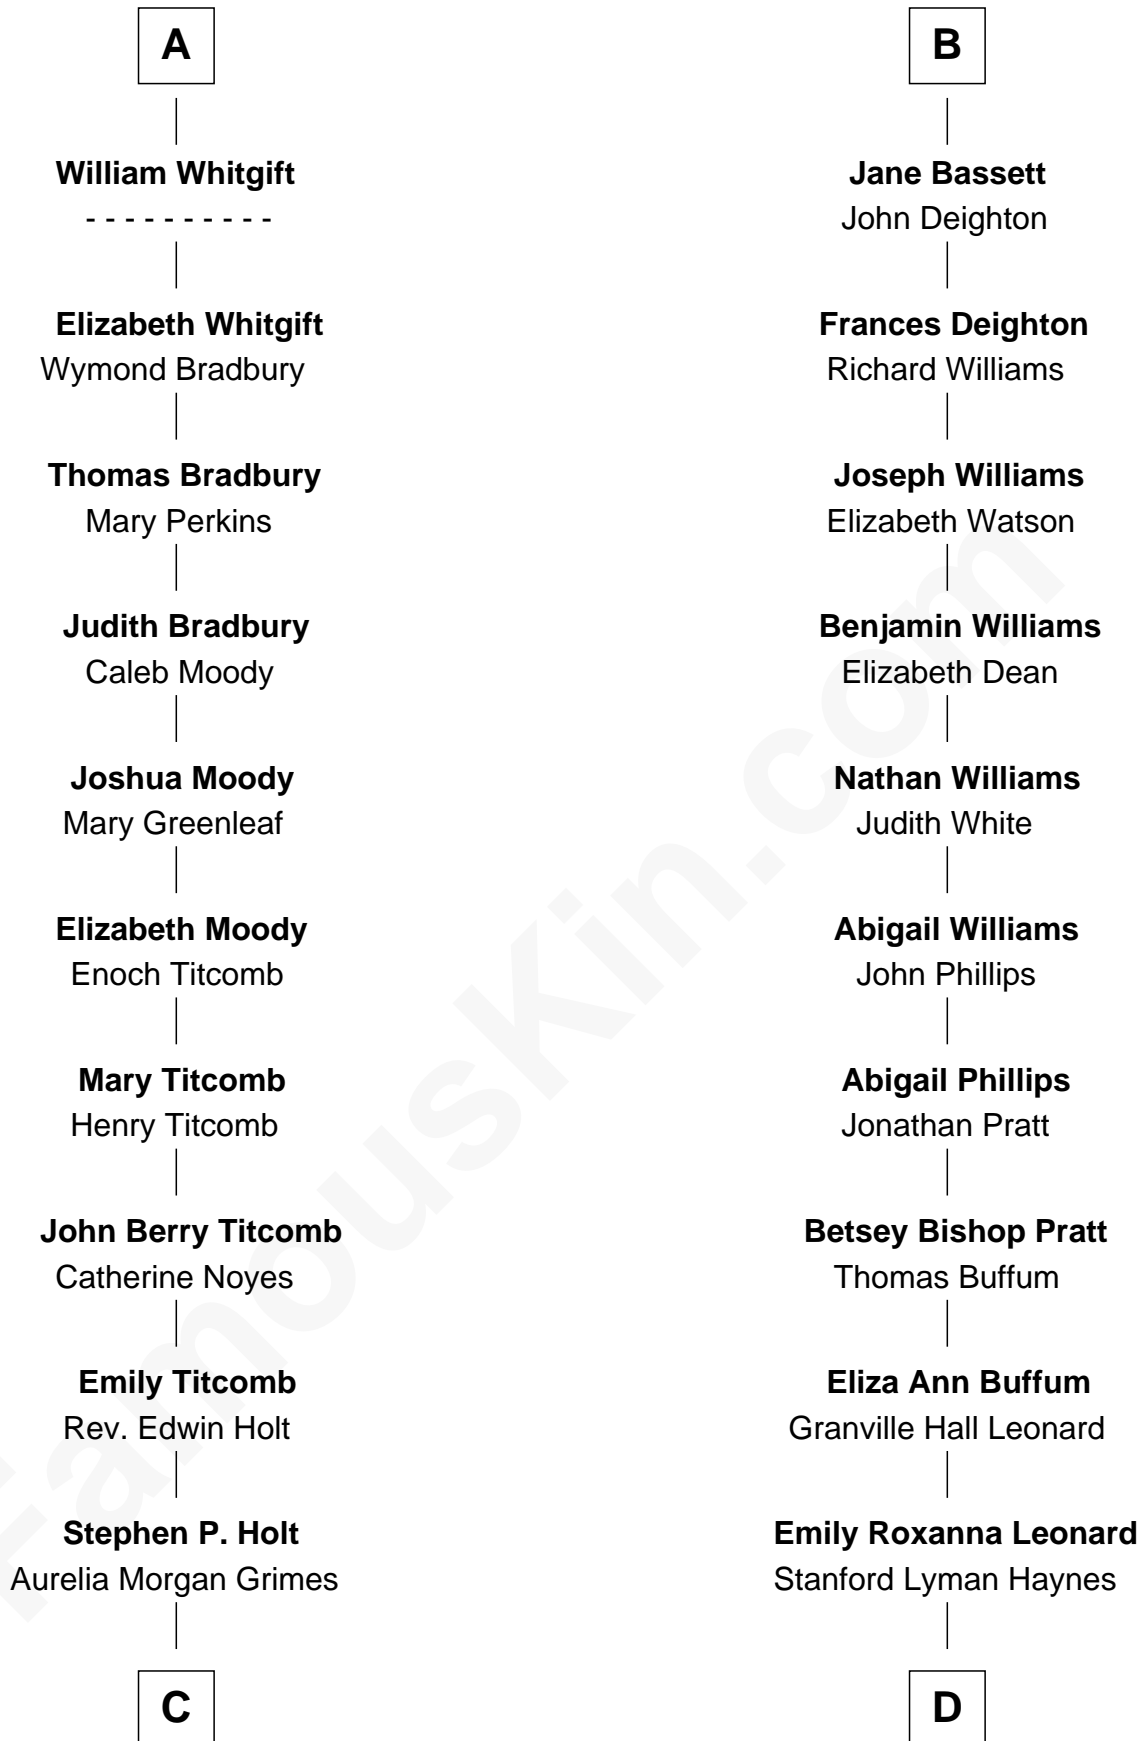 A
William Whitgift
- - - - - - - - - -
Elizabeth Whitgift
Wymond Bradbury
Thomas Bradbury
Mary Perkins
Judith Bradbury
Caleb Moody
Joshua Moody
Mary Greenleaf
Elizabeth Moody
Enoch Titcomb
Mary Titcomb
Henry Titcomb
John Berry Titcomb
Catherine Noyes
Emily Titcomb
Rev. Edwin Holt
Stephen P. Holt
Aurelia Morgan Grimes
C
B
Jane Bassett
John Deighton
Frances Deighton
Richard Williams
Joseph Williams
Elizabeth Watson
Benjamin Williams
Elizabeth Dean
Nathan Williams
Judith White
Abigail Williams
John Phillips
Abigail Phillips
Jonathan Pratt
Betsey Bishop Pratt
Thomas Buffum
Eliza Ann Buffum
Granville Hall Leonard
Emily Roxanna Leonard
Stanford Lyman Haynes
D
FamousKin.com